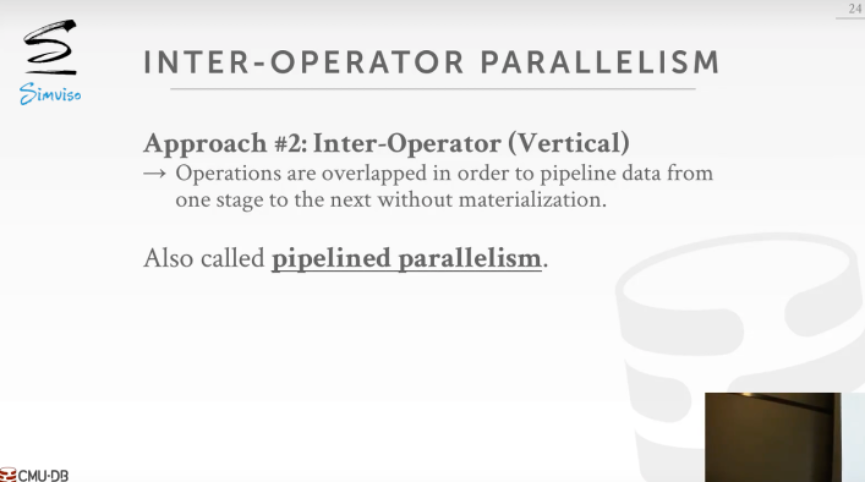 24
Simviso
INTER-OPERATOR PARALLELISM
Approach #2: Inter-Operator (Vertical)
→ Operations are overlapped in order to pipeline data from
one stage to the next without materialization.
Also called pipelined parallelism.
CMU·DB